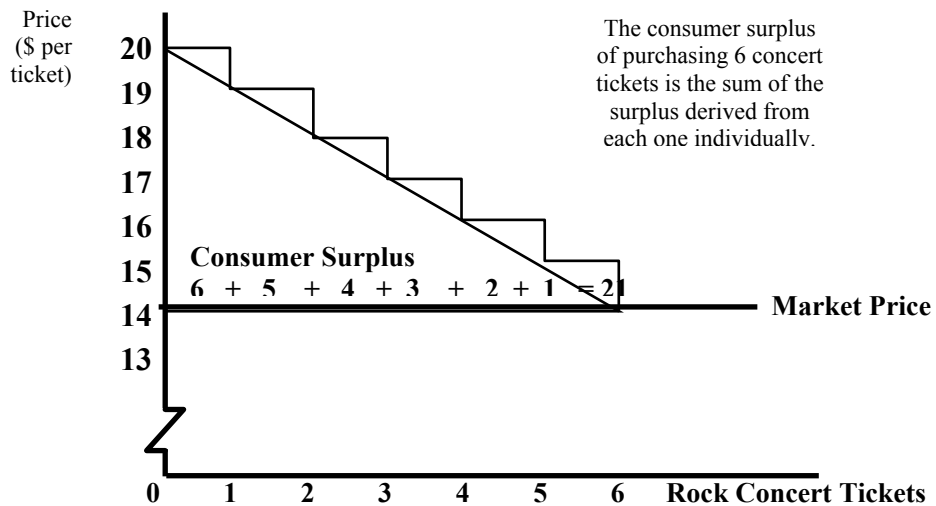 Price
($ per
ticket)
The consumer surplus
of purchasing 6 concert
tickets is the sum of the
surplus derived from
each one individually.
20
19
18
17
16
15
14
13
Consumer Surplus
6 + 5 + 4 + 3 + 2 + 1 = 21
Market Price
0 1 2 3 4 5 6 Rock Concert Tickets